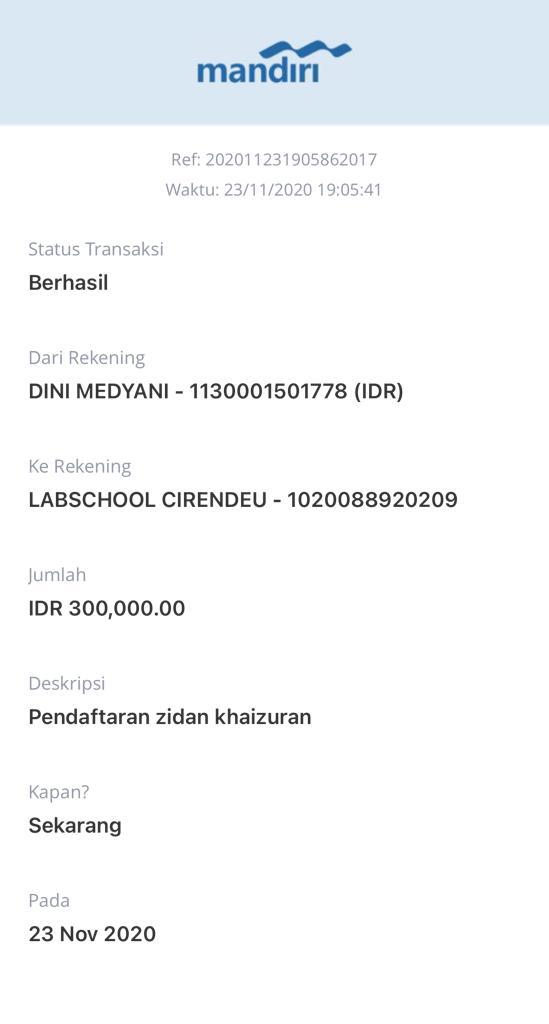 mandiri
Ref: 202011231905862017
Waktu: 23/11/2020 19:05:41
Status Transaksi
Berhasil
Dari Rekening
DINI MEDYANI - 1130001501778 (IDR)
Ke Rekening
LABSCHOOL CIRENDEU - 1020088920209
Jumlah
IDR 300,000.00
Deskripsi
Pendaftaran zidan khaizuran
Kapan?
Sekarang
Pada
23 Nov 2020